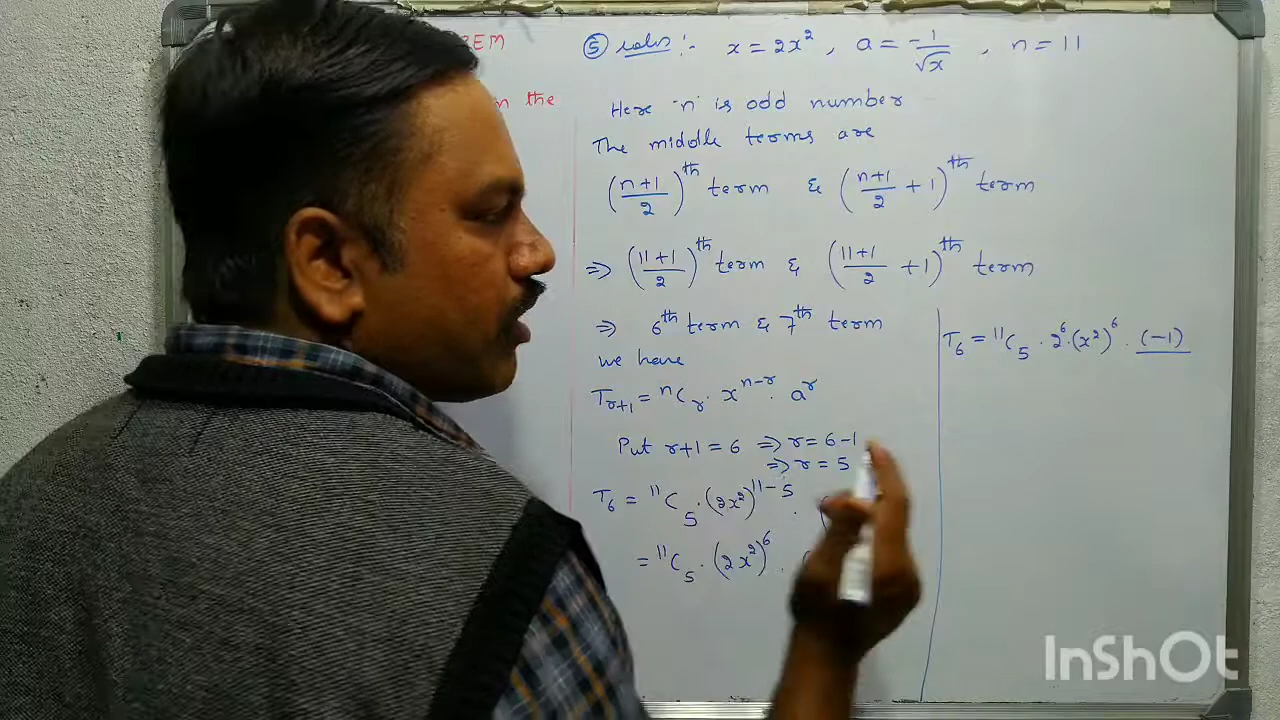 REM
n the
⑤ soln :- x = 2x², a = -1/√x , n = 11
Here 'n' is odd number
The middle terms are
((n+1)/2)ᵗʰ term & ((n+1)/2 + 1)ᵗʰ term
⇒ ((11+1)/2)ᵗʰ term & ((11+1)/2 + 1)ᵗʰ term
⇒ 6ᵗʰ term & 7ᵗʰ term
we have
Tᵣ₊₁ = ⁿCᵣ · xⁿ⁻ʳ · aʳ
Put r+1 = 6 ⇒ r = 6-1
⇒ r = 5
T₆ = ¹¹C₅ · (2x²)¹¹⁻⁵ · (
= ¹¹C₅ · (2x²)⁶ · (
T₆ = ¹¹C₅ · 2⁶ · (x²)⁶ · (-1)
InShOt